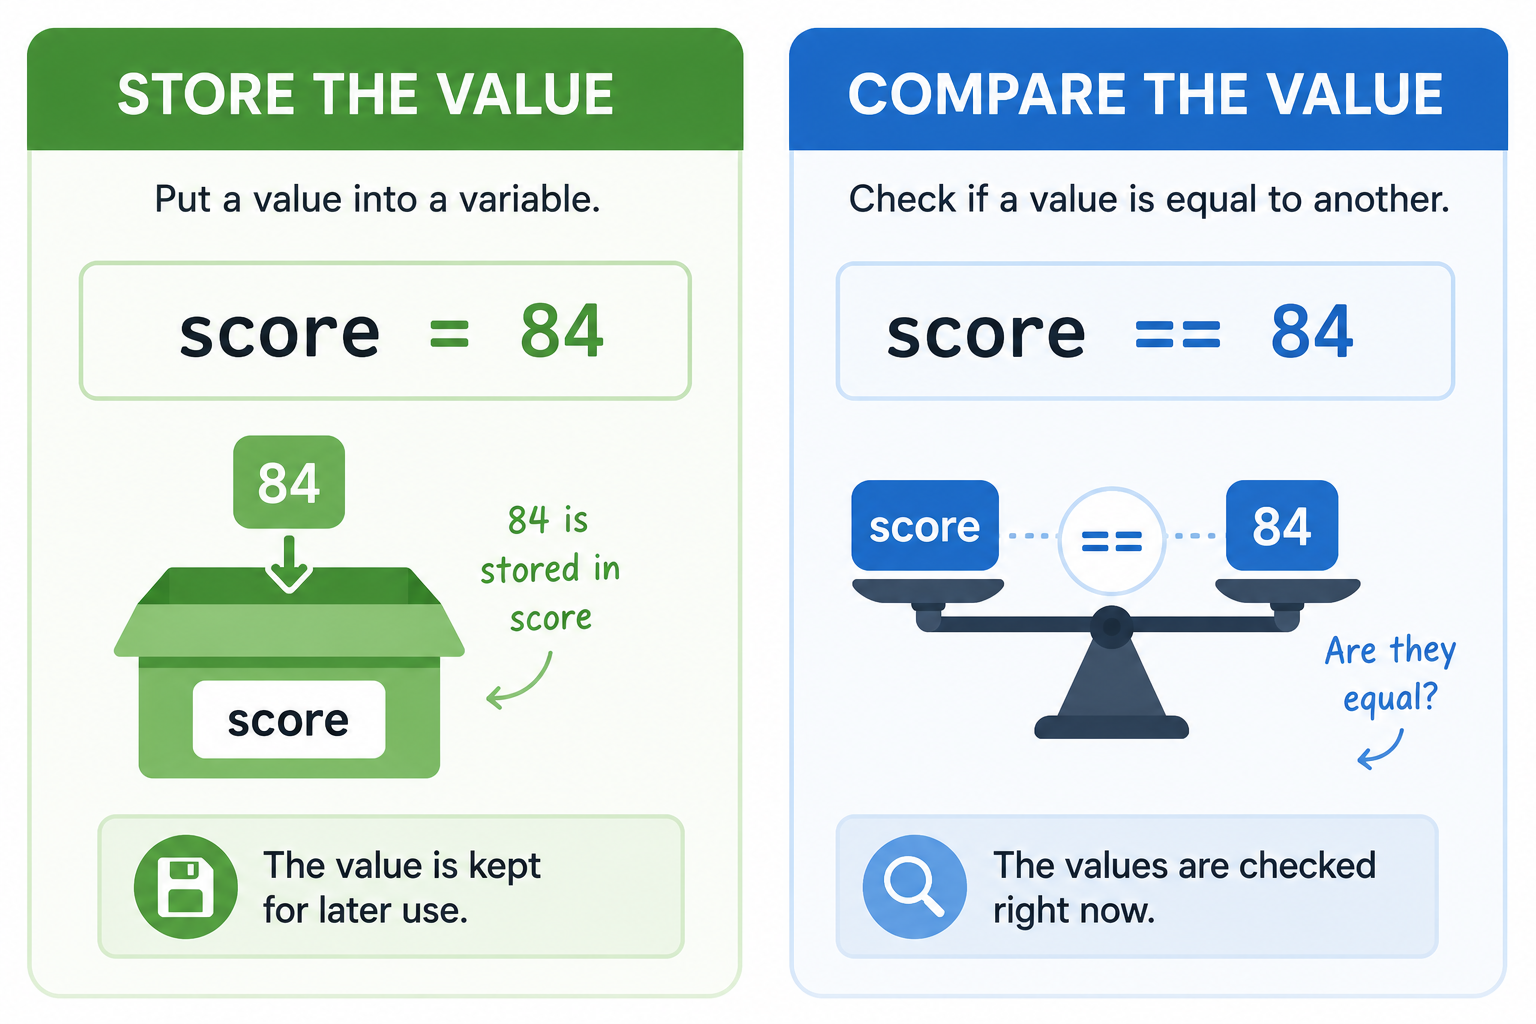 STORE THE VALUE
Put a value into a variable.
score = 84
84
84 is
stored in
score
score
The value is kept
for later use.
COMPARE THE VALUE
Check if a value is equal to another.
score == 84
score == 84
Are they
equal?
The values are checked
right now.